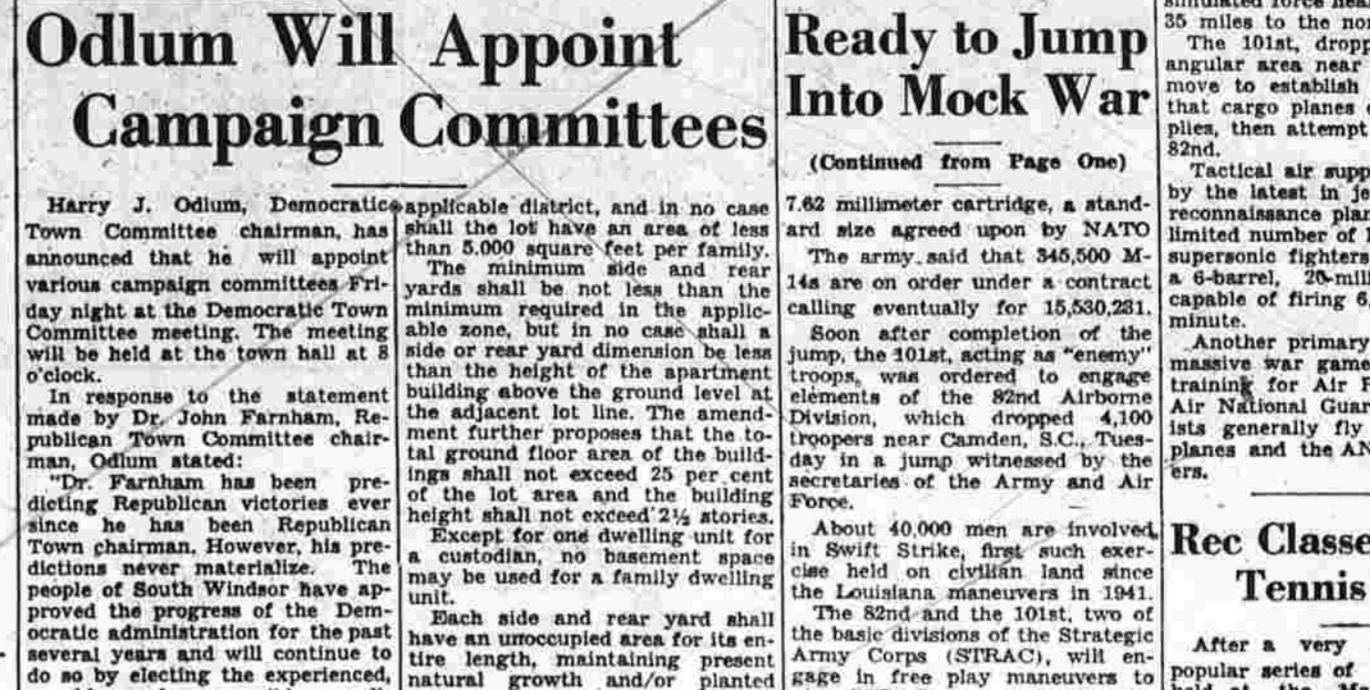 Odlum Will Appoint
Campaign Committees
Harry J. Odlum, Democratic
Town Committee chairman, has
announced that he will appoint
various campaign committees Fri-
day night at the Democratic Town
Committee meeting. The meeting
will be held at the town hall at 8
o'clock.
In response to the statement
made by Dr. John Farnham, Re-
publican Town Committee chair-
man, Odlum stated:
"Dr. Farnham has been pre-
dicting Republican victories ever
since he has been Republican
Town chairman. However, his pre-
dictions never materialize. The
people of South Windsor have ap-
proved the progress of the Dem-
ocratic administration for the past
several years and will continue to
do so by electing the experienced,
applicable district, and in no case
shall the lot have an area of less
than 5.000 square feet per family.
The minimum side and rear
yards shall be not less than the
minimum required in the applic-
able zone, but in no case shall a
side or rear yard dimension be less
than the height of the apartment
building above the ground level at
the adjacent lot line. The amend-
ment further proposes that the to-
tal ground floor area of the build-
ings shall not exceed 25 per cent
of the lot area and the building
height shall not exceed 2½ stories.
Except for one dwelling unit for
a custodian, no basement space
may be used for a family dwelling
unit.
Each side and rear yard shall
have an unoccupied area for its en-
tire length, maintaining present
natural growth and/or planted
Ready to Jump
Into Mock War
(Continued from Page One)
7.62 millimeter cartridge, a stand-
ard size agreed upon by NATO
The army said that 345,500 M-
14s are on order under a contract
calling eventually for 15,530,231.
Soon after completion of the
jump, the 101st, acting as "enemy"
troops, was ordered to engage
elements of the 82nd Airborne
Division, which dropped 4,100
troopers near Camden, S.C., Tues-
day in a jump witnessed by the
secretaries of the Army and Air
Force.
About 40,000 men are involved
in Swift Strike, first such exer-
cise held on civilian land since
the Louisiana maneuvers in 1941.
The 82nd and the 101st, two of
the basic divisions of the Strategic
Army Corps (STRAC), will en-
gage in free play maneuvers to
simulated force
35 miles to the
The 101st,
angular area near
move to establish
that cargo planes
plies, then attempt
82nd.
Tactical air
by the latest in
reconnaissance
limited number of
supersonic fighters
a 6-barrel,
capable of firing
minute.
Another primary
massive war
training for Air
Air National
ists generally fly
planes and the
ers.
Rec
Tennis
After a very
popular series of